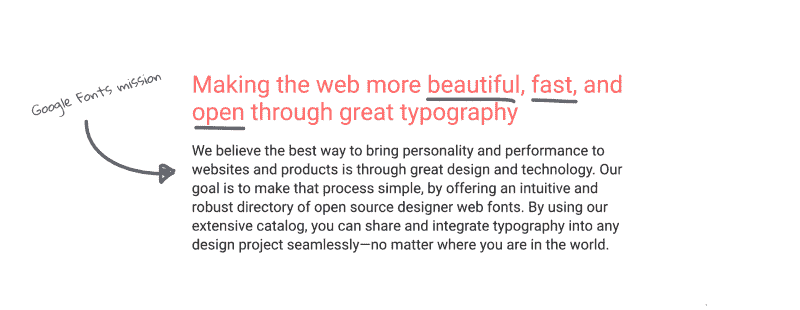 Google Fonts mission
Making the web more beautiful, fast, and
open through great typography
We believe the best way to bring personality and performance to
websites and products is through great design and technology. Our
goal is to make that process simple, by offering an intuitive and
robust directory of open source designer web fonts. By using our
extensive catalog, you can share and integrate typography into any
design project seamlessly—no matter where you are in the world.